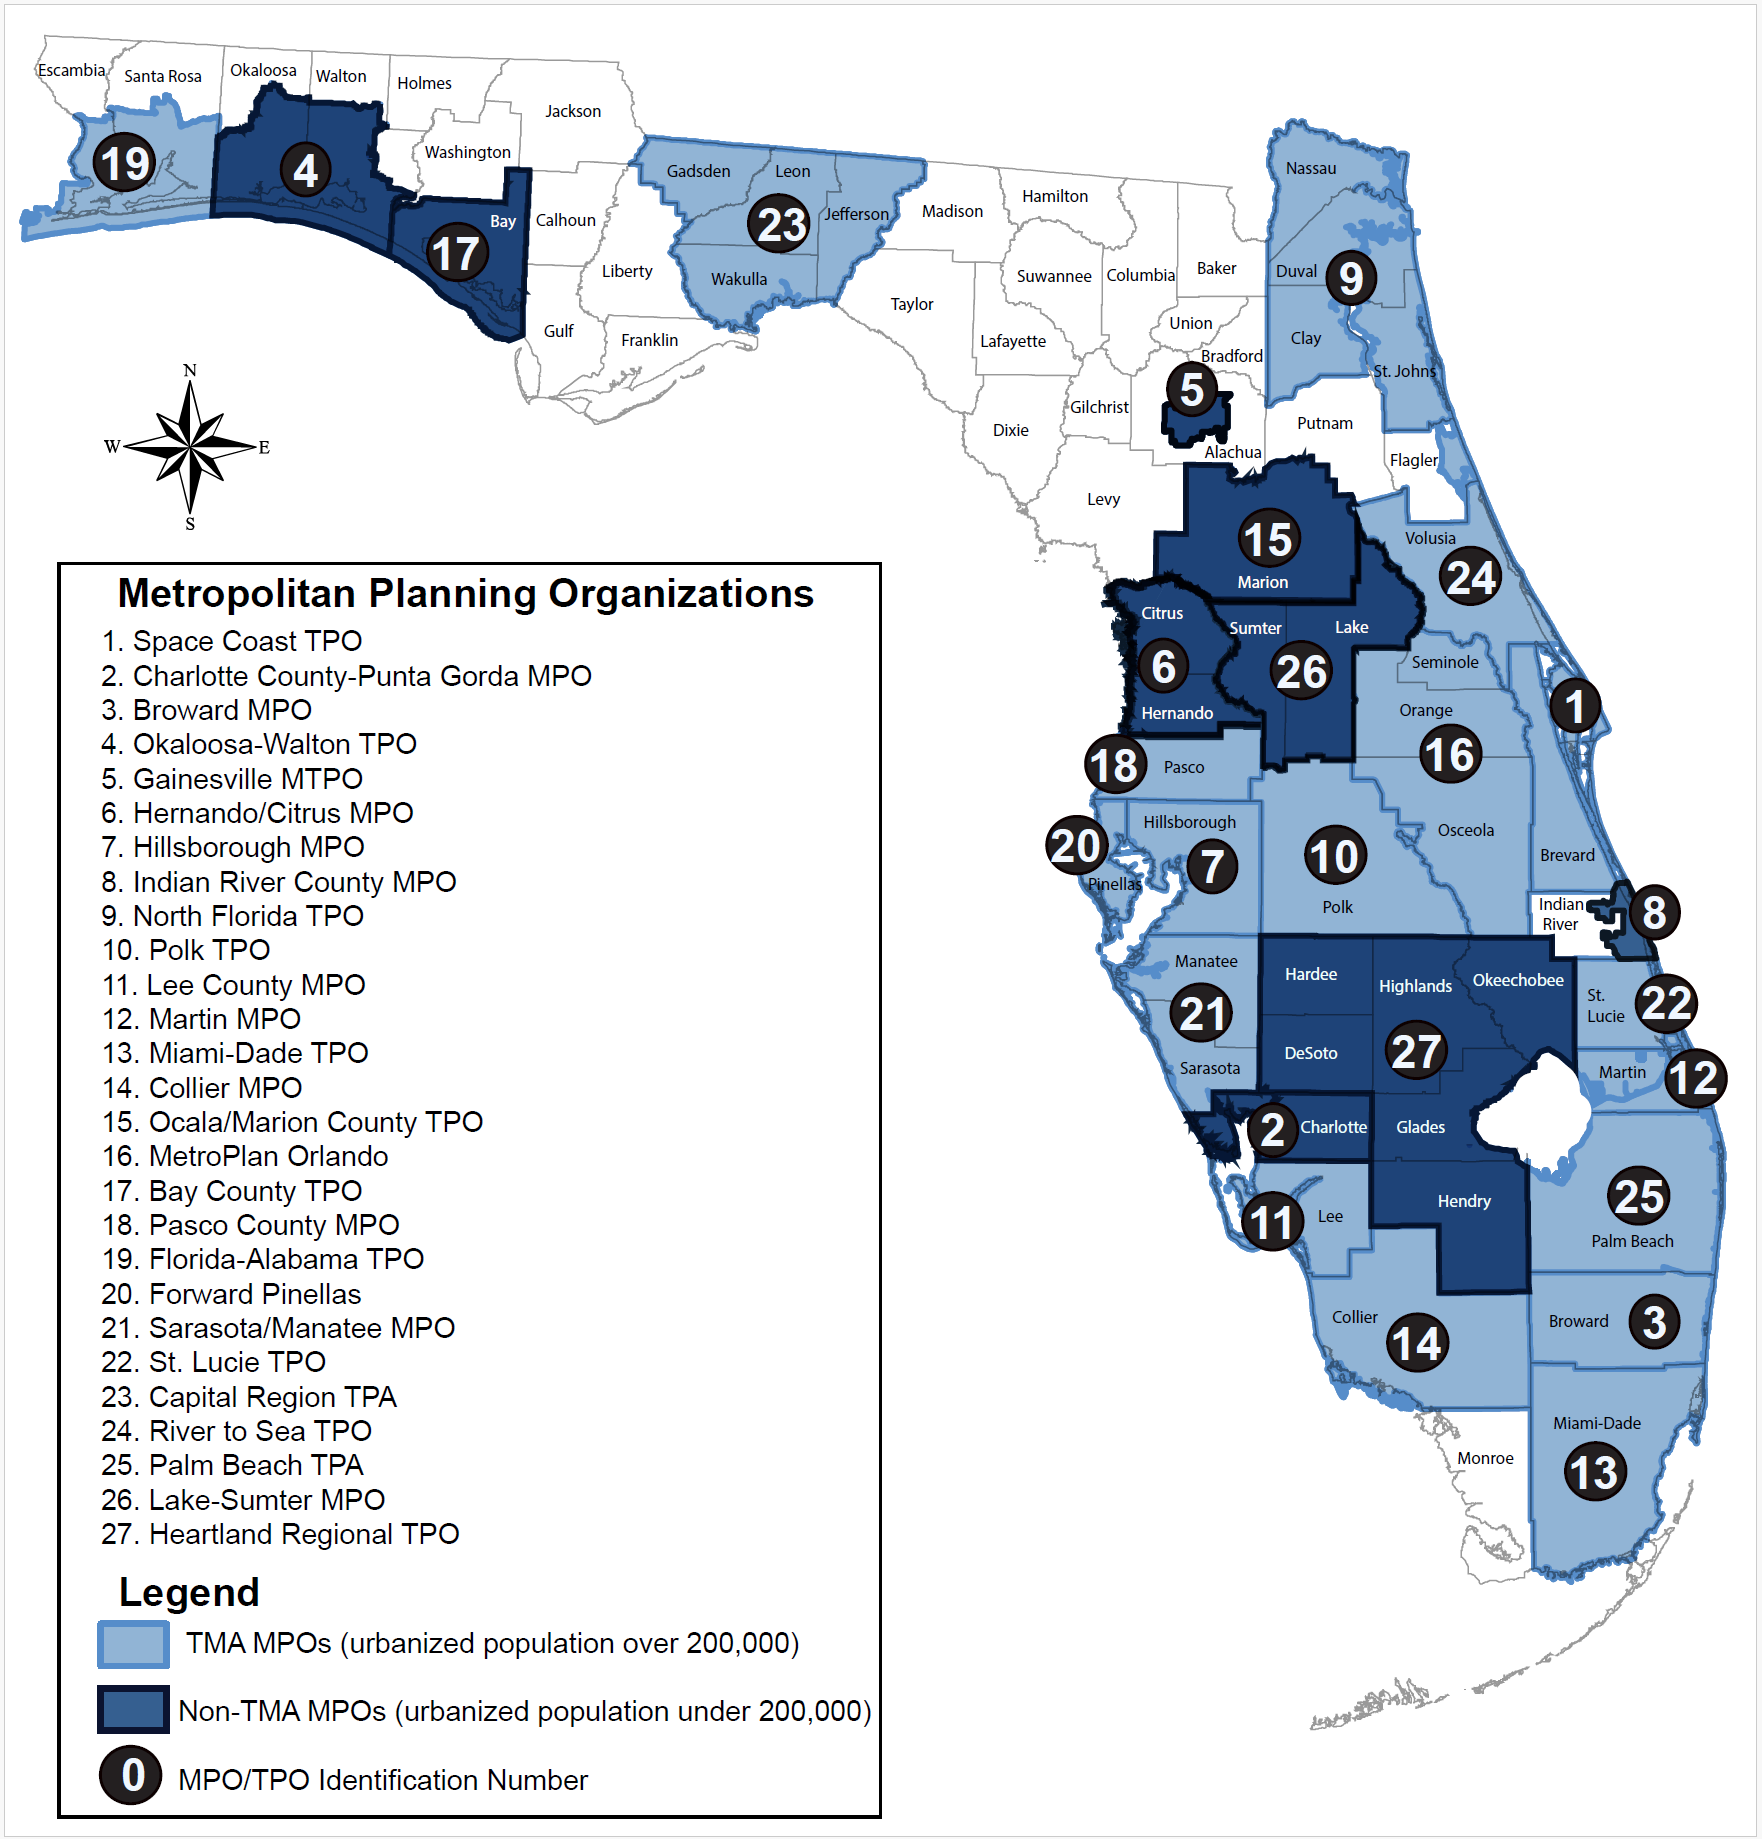 Escambia
Santa Rosa
Okaloosa
Walton
Holmes
Jackson
Washington
19
4
17
Bay
Calhoun
Liberty
Gulf
Franklin
Gadsden
Leon
23
Jefferson
Wakulla
Madison
Hamilton
Taylor
Suwannee
Columbia
Baker
Lafayette
Union
Bradford
Nassau
Duval
9
Clay
St. Johns
5
Gilchrist
Dixie
Alachua
Putnam
Flagler
Levy
15
Marion
Volusia
24
Citrus
Sumter
Lake
6
26
Hernando
Seminole
Orange
16
1
18
Pasco
Hillsborough
20
7
Pinellas
10
Polk
Osceola
Brevard
Indian
River
8
Manatee
21
Sarasota
Hardee
Highlands
Okeechobee
DeSoto
27
St.
Lucie
22
Martin
12
2
Charlotte
Glades
Hendry
25
Palm Beach
11
Lee
Collier
14
Broward
3
Miami-Dade
13
Monroe
N
W
E
S
Metropolitan Planning Organizations
1. Space Coast TPO
2. Charlotte County-Punta Gorda MPO
3. Broward MPO
4. Okaloosa-Walton TPO
5. Gainesville MTPO
6. Hernando/Citrus MPO
7. Hillsborough MPO
8. Indian River County MPO
9. North Florida TPO
10. Polk TPO
11. Lee County MPO
12. Martin MPO
13. Miami-Dade TPO
14. Collier MPO
15. Ocala/Marion County TPO
16. MetroPlan Orlando
17. Bay County TPO
18. Pasco County MPO
19. Florida-Alabama TPO
20. Forward Pinellas
21. Sarasota/Manatee MPO
22. St. Lucie TPO
23. Capital Region TPA
24. River to Sea TPO
25. Palm Beach TPA
26. Lake-Sumter MPO
27. Heartland Regional TPO
Legend
TMA MPOs (urbanized population over 200,000)
Non-TMA MPOs (urbanized population under 200,000)
0
MPO/TPO Identification Number